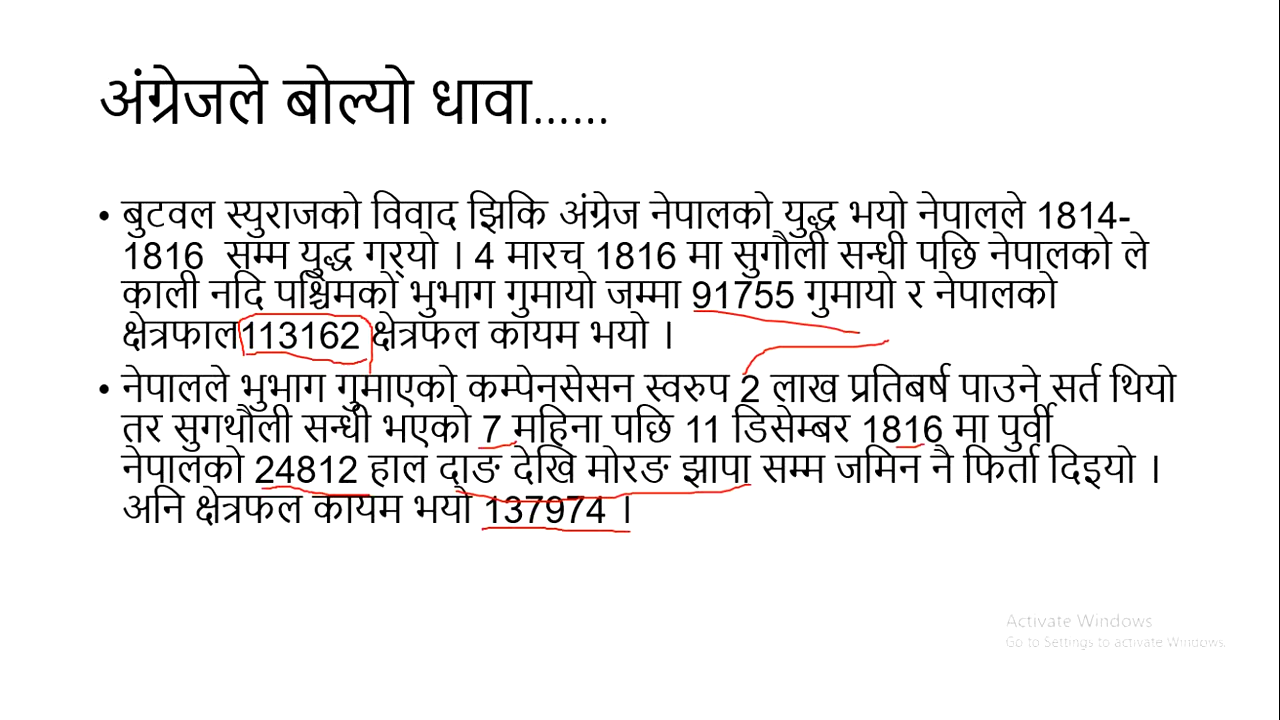 अंग्रेजले बोल्यो धावा......
• बुटवल स्युराजको विवाद झिकि अंग्रेज नेपालको युद्ध भयो नेपालले 1814-
1816 सम्म युद्ध गर्‍यो । 4 मारच 1816 मा सुगौली सन्धी पछि नेपालको ले
काली नदि पश्चिमको भुभाग गुमायो जम्मा 91755 गुमायो र नेपालको
क्षेत्रफाल113162 क्षेत्रफल कायम भयो ।
• नेपालले भुभाग गुमाएको कम्पेनसेसन स्वरुप 2 लाख प्रतिबर्ष पाउने सर्त थियो
तर सुगथौली सन्धी भएको 7 महिना पछि 11 डिसेम्बर 1816 मा पुर्वी
नेपालको 24812 हाल दाङ देखि मोरङ झापा सम्म जमिन नै फिर्ता दिइयो ।
अनि क्षेत्रफल कायम भयो 137974 ।
Activate Windows
Go to Settings to activate Windows.